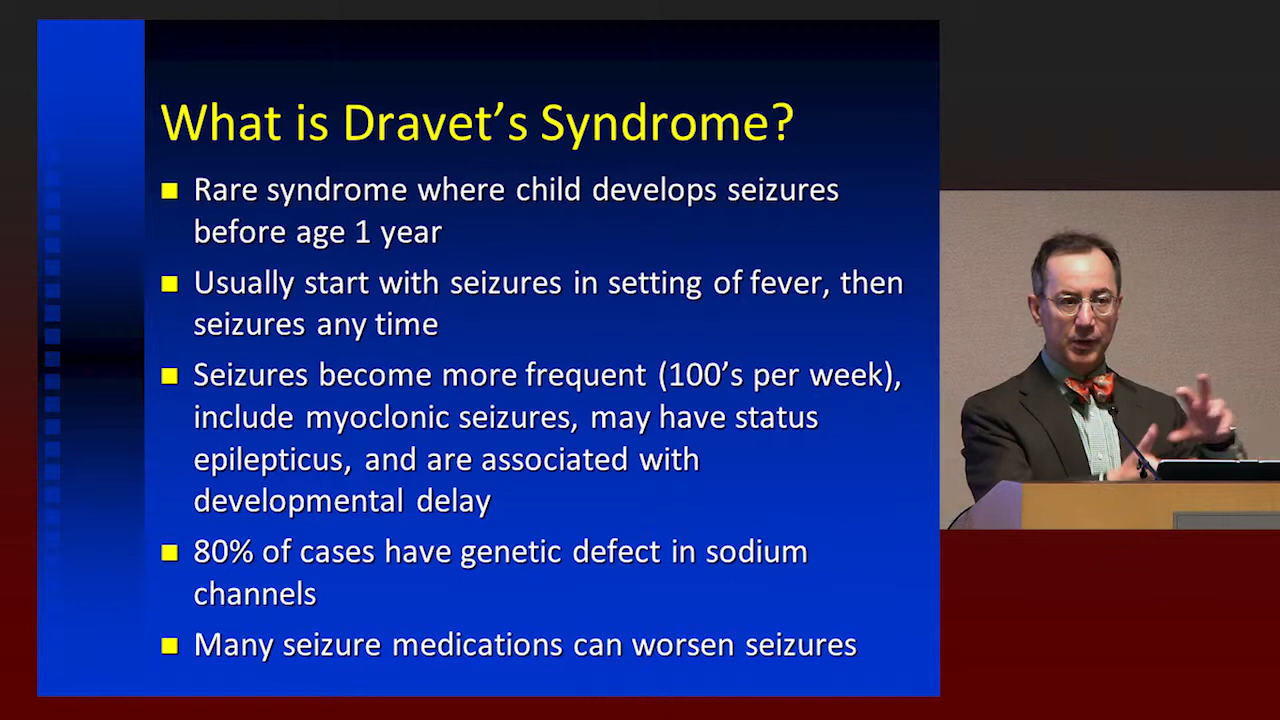 What is Dravet’s Syndrome?
Rare syndrome where child develops seizures
before age 1 year
Usually start with seizures in setting of fever, then
seizures any time
Seizures become more frequent (100’s per week),
include myoclonic seizures, may have status
epilepticus, and are associated with
developmental delay
80% of cases have genetic defect in sodium
channels
Many seizure medications can worsen seizures